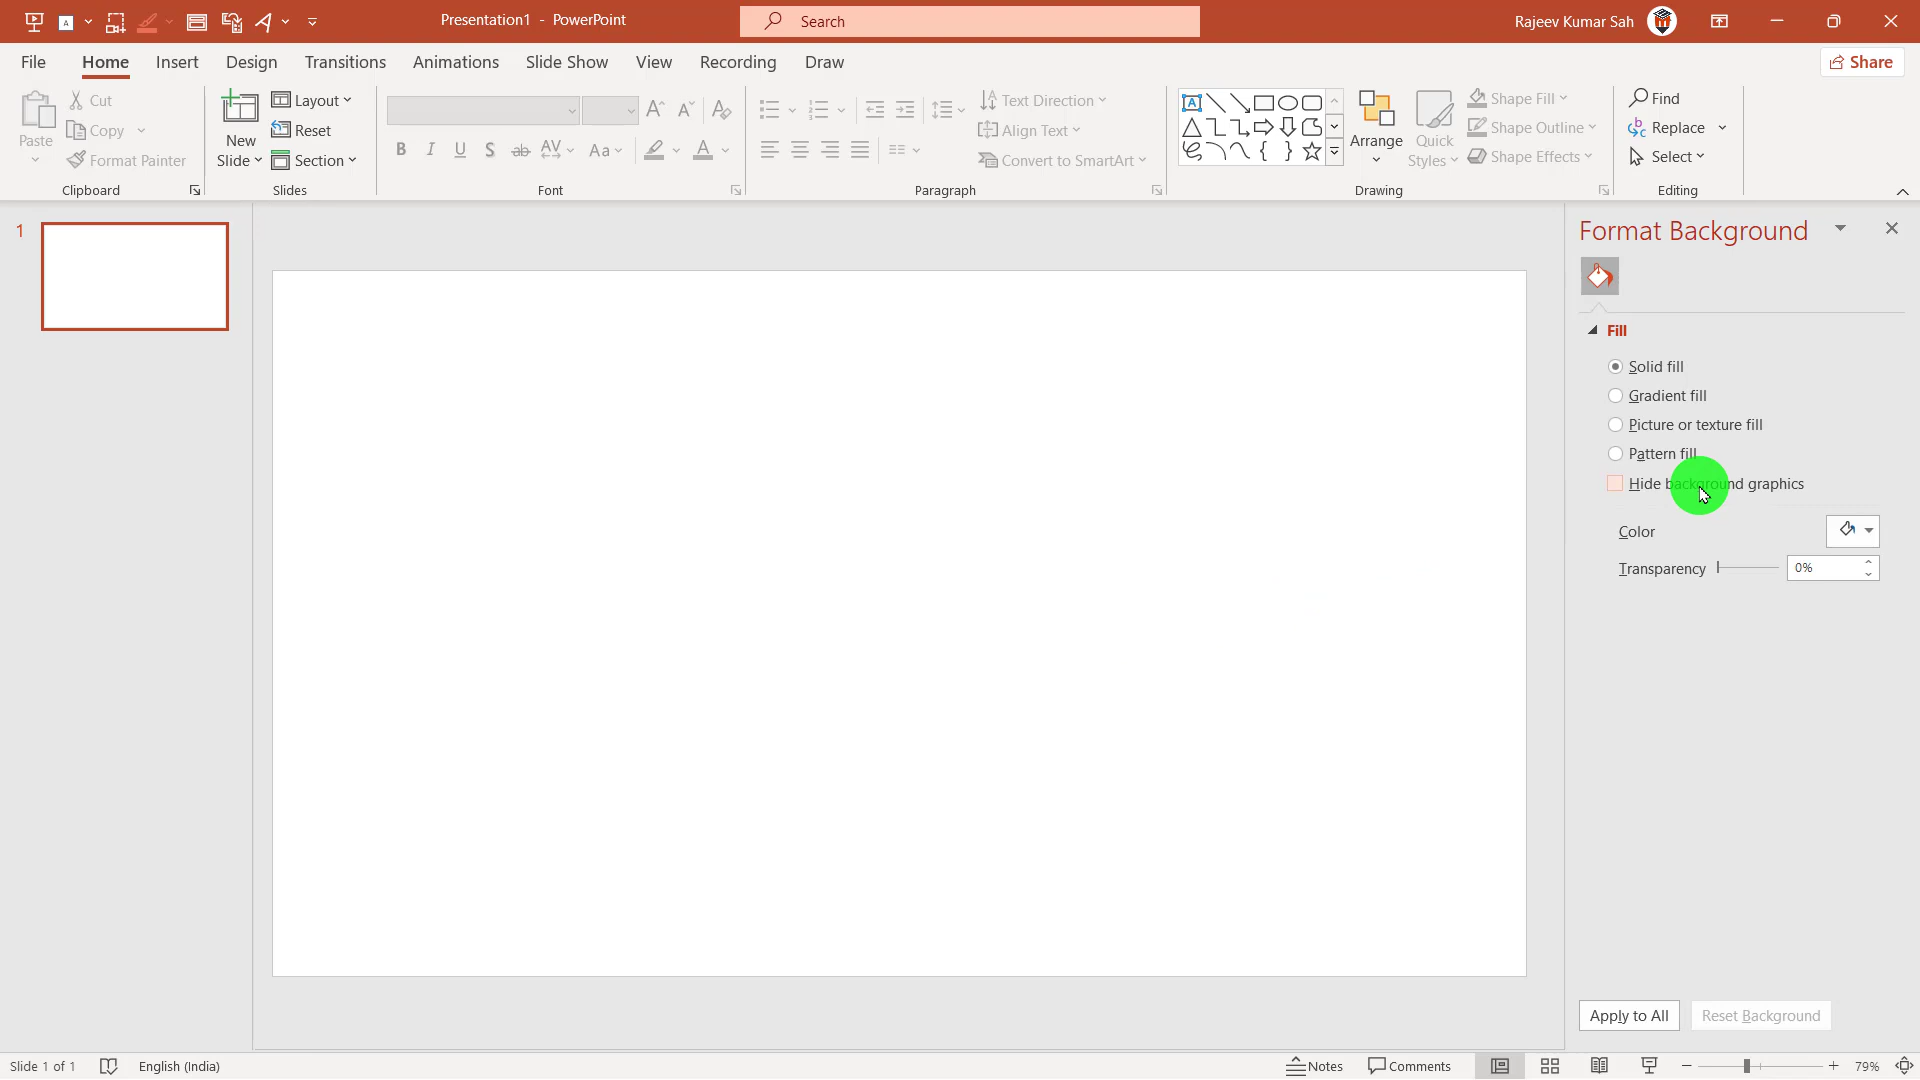 Presentation1 - PowerPoint
Search
Rajeev Kumar Sah
File Home Insert Design Transitions Animations Slide Show View Recording Draw
Share
Paste
Cut
Copy
Format Painter
Clipboard
New
Slide
Layout
Reset
Section
Slides
B I U S ab AV Aa A
Font
Text Direction
Align Text
Convert to SmartArt
Paragraph
Arrange
Quick
Styles
Shape Fill
Shape Outline
Shape Effects
Drawing
Find
Replace
Select
Editing
1
Format Background
Fill
Solid fill
Gradient fill
Picture or texture fill
Pattern fill
Hide background graphics
Color
Transparency 0%
Apply to All Reset Background
Slide 1 of 1 English (India) Notes Comments 79%